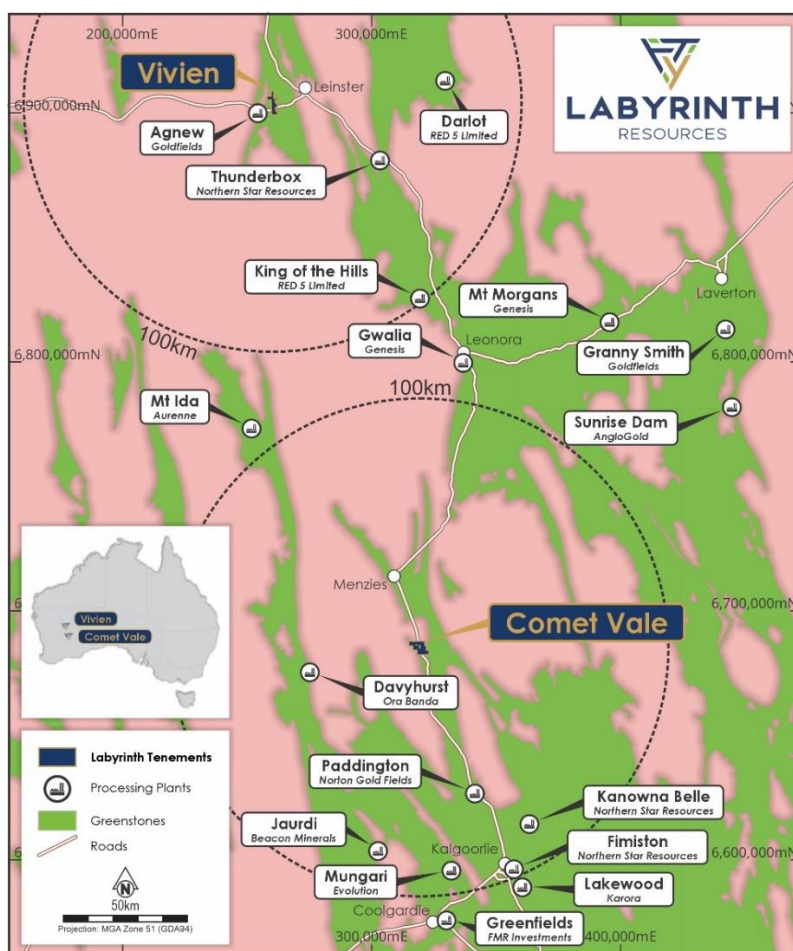 200,000mE
300,000mE
Vivien
Leinster
LABYRINTH
RESOURCES
6,900,000mN
6,900,000mN
Agnew
Goldfields
Darlot
RED 5 Limited
Thunderbox
Northern Star Resources
King of the Hills
RED 5 Limited
Mt Morgans
Genesis
Laverton
100km
Gwalia
Genesis
Leonora
Granny Smith
Goldfields
6,800,000mN
6,800,000mN
100km
Mt Ida
Aurenne
Sunrise Dam
AngloGold
Menzies
Vivien
Comet Vale
Comet Vale
6,700,000mN
Davyhurst
Ora Banda
Labyrinth Tenements
Processing Plants
Greenstones
Roads
N
50km
Projection: MGA Zone 51 (GDA94)
Paddington
Norton Gold Fields
Kanowna Belle
Northern Star Resources
Jaurdi
Beacon Minerals
Kalgoorlie
Fimiston
Northern Star Resources
6,600,000mN
Mungari
Evolution
Lakewood
Karora
Coolgardie
Greenfields
FMR Investments
300,000mE
400,000mE